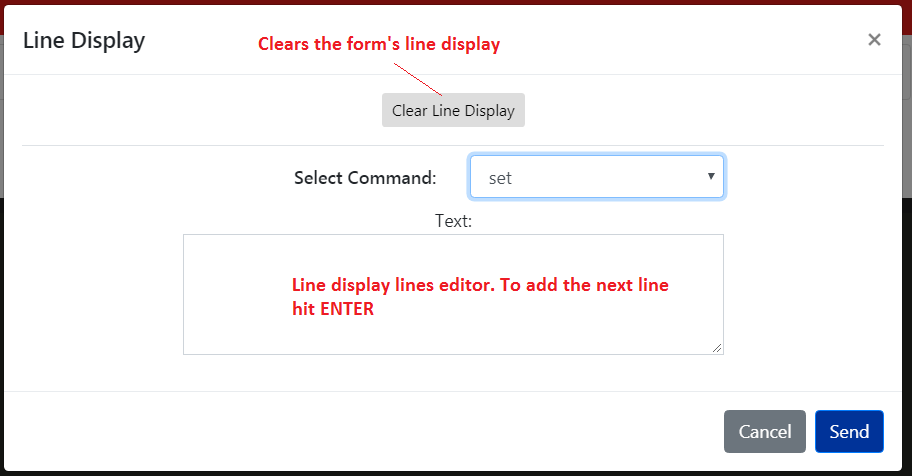 Line Display
Clears the form's line display
×
Clear Line Display
Select Command:
set
Text:
Line display lines editor. To add the next line
hit ENTER
Cancel
Send